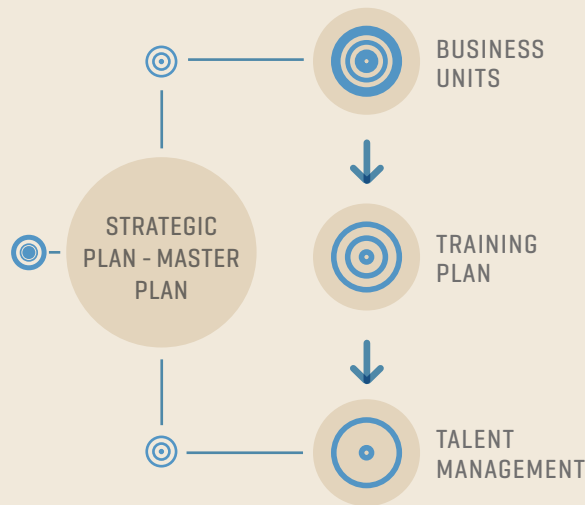 BUSINESS
UNITS
STRATEGIC
PLAN - MASTER
PLAN
TRAINING
PLAN
TALENT
MANAGEMENT